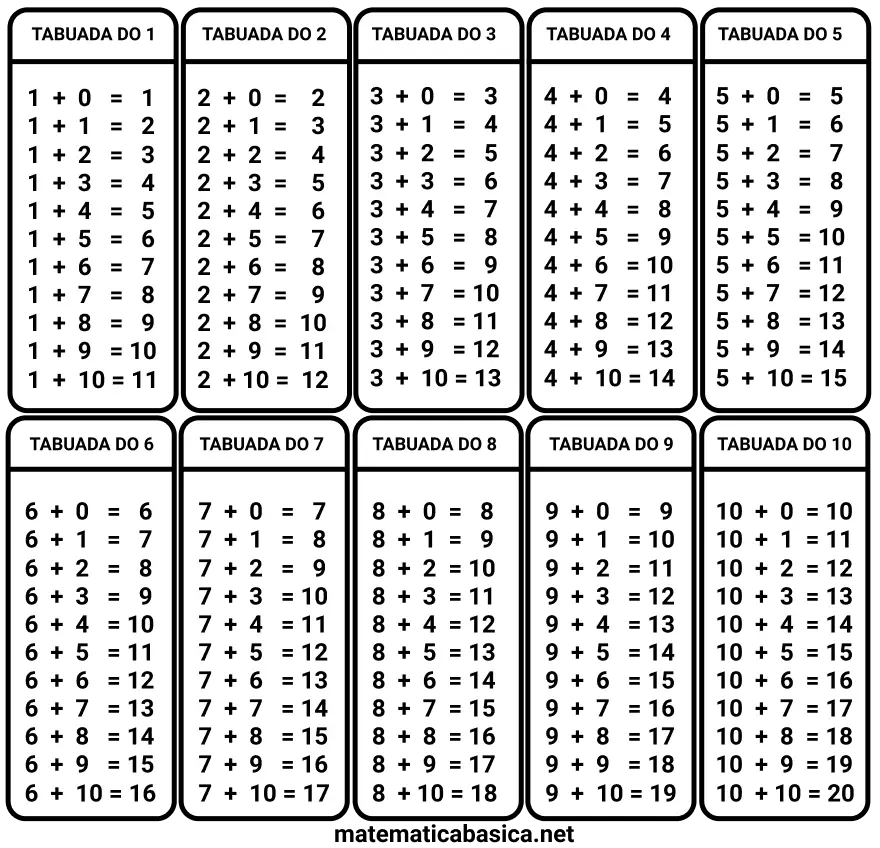 TABUADA DO 1
1 + 0 = 1
1 + 1 = 2
1 + 2 = 3
1 + 3 = 4
1 + 4 = 5
1 + 5 = 6
1 + 6 = 7
1 + 7 = 8
1 + 8 = 9
1 + 9 = 10
1 + 10 = 11
TABUADA DO 2
2 + 0 = 2
2 + 1 = 3
2 + 2 = 4
2 + 3 = 5
2 + 4 = 6
2 + 5 = 7
2 + 6 = 8
2 + 7 = 9
2 + 8 = 10
2 + 9 = 11
2 + 10 = 12
TABUADA DO 3
3 + 0 = 3
3 + 1 = 4
3 + 2 = 5
3 + 3 = 6
3 + 4 = 7
3 + 5 = 8
3 + 6 = 9
3 + 7 = 10
3 + 8 = 11
3 + 9 = 12
3 + 10 = 13
TABUADA DO 4
4 + 0 = 4
4 + 1 = 5
4 + 2 = 6
4 + 3 = 7
4 + 4 = 8
4 + 5 = 9
4 + 6 = 10
4 + 7 = 11
4 + 8 = 12
4 + 9 = 13
4 + 10 = 14
TABUADA DO 5
5 + 0 = 5
5 + 1 = 6
5 + 2 = 7
5 + 3 = 8
5 + 4 = 9
5 + 5 = 10
5 + 6 = 11
5 + 7 = 12
5 + 8 = 13
5 + 9 = 14
5 + 10 = 15
TABUADA DO 6
6 + 0 = 6
6 + 1 = 7
6 + 2 = 8
6 + 3 = 9
6 + 4 = 10
6 + 5 = 11
6 + 6 = 12
6 + 7 = 13
6 + 8 = 14
6 + 9 = 15
6 + 10 = 16
TABUADA DO 7
7 + 0 = 7
7 + 1 = 8
7 + 2 = 9
7 + 3 = 10
7 + 4 = 11
7 + 5 = 12
7 + 6 = 13
7 + 7 = 14
7 + 8 = 15
7 + 9 = 16
7 + 10 = 17
TABUADA DO 8
8 + 0 = 8
8 + 1 = 9
8 + 2 = 10
8 + 3 = 11
8 + 4 = 12
8 + 5 = 13
8 + 6 = 14
8 + 7 = 15
8 + 8 = 16
8 + 9 = 17
8 + 10 = 18
TABUADA DO 9
9 + 0 = 9
9 + 1 = 10
9 + 2 = 11
9 + 3 = 12
9 + 4 = 13
9 + 5 = 14
9 + 6 = 15
9 + 7 = 16
9 + 8 = 17
9 + 9 = 18
9 + 10 = 19
TABUADA DO 10
10 + 0 = 10
10 + 1 = 11
10 + 2 = 12
10 + 3 = 13
10 + 4 = 14
10 + 5 = 15
10 + 6 = 16
10 + 7 = 17
10 + 8 = 18
10 + 9 = 19
10 + 10 = 20
matematicabasica.net